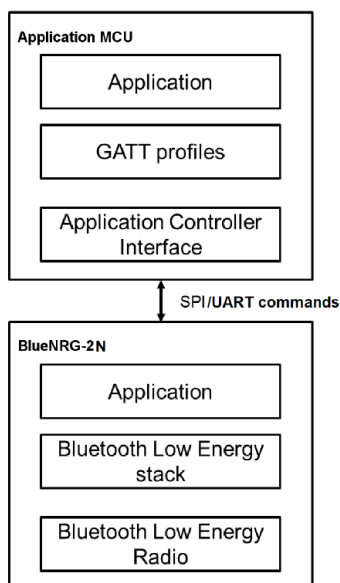 Application MCU
Application
GATT profiles
Application Controller
Interface
SPI/UART commands
BlueNRG-2N
Application
Bluetooth Low Energy
stack
Bluetooth Low Energy
Radio